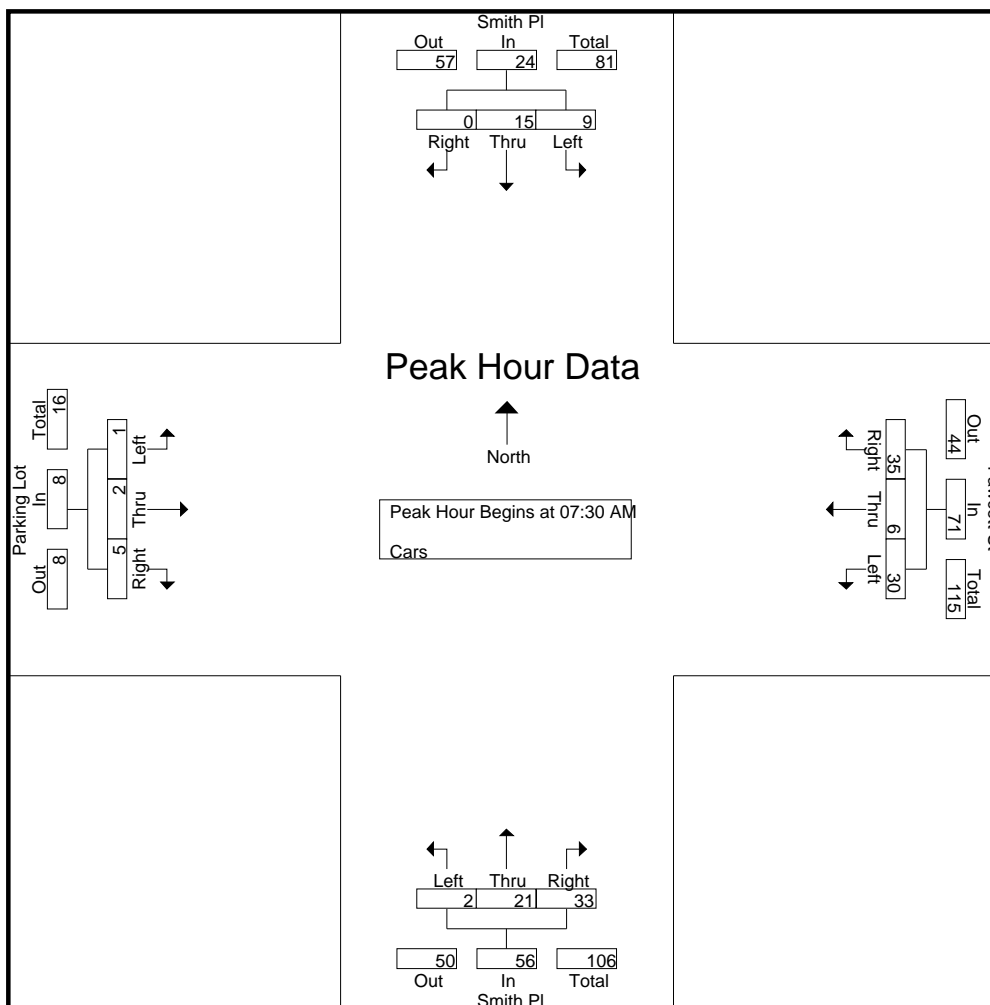 Smith Pl
Out In Total
57 24 81
0 15 9
Right Thru Left
Peak Hour Data
North
Peak Hour Begins at 07:30 AM
Cars
Parking Lot
Out In Total
8 8 16
Left Thru Right
1 2 5
Right Thru Left
35 6 30
Out In Total
44 71 115
Left Thru Right
2 21 33
50 56 106
Out In Total
Smith Pl